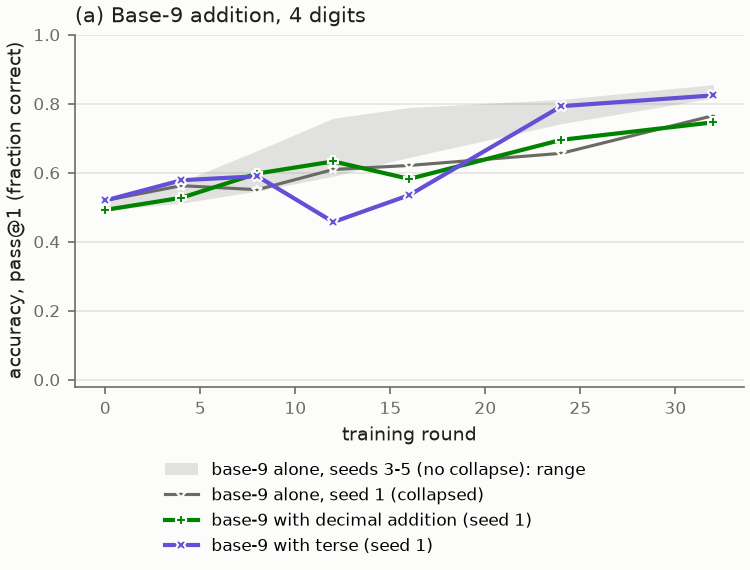 (a) Base-9 addition, 4 digits
accuracy, pass@1 (fraction correct)
1.0
0.8
0.6
0.4
0.2
0.0
0 5 10 15 20 25 30
training round
base-9 alone, seeds 3-5 (no collapse): range
base-9 alone, seed 1 (collapsed)
base-9 with decimal addition (seed 1)
base-9 with terse (seed 1)